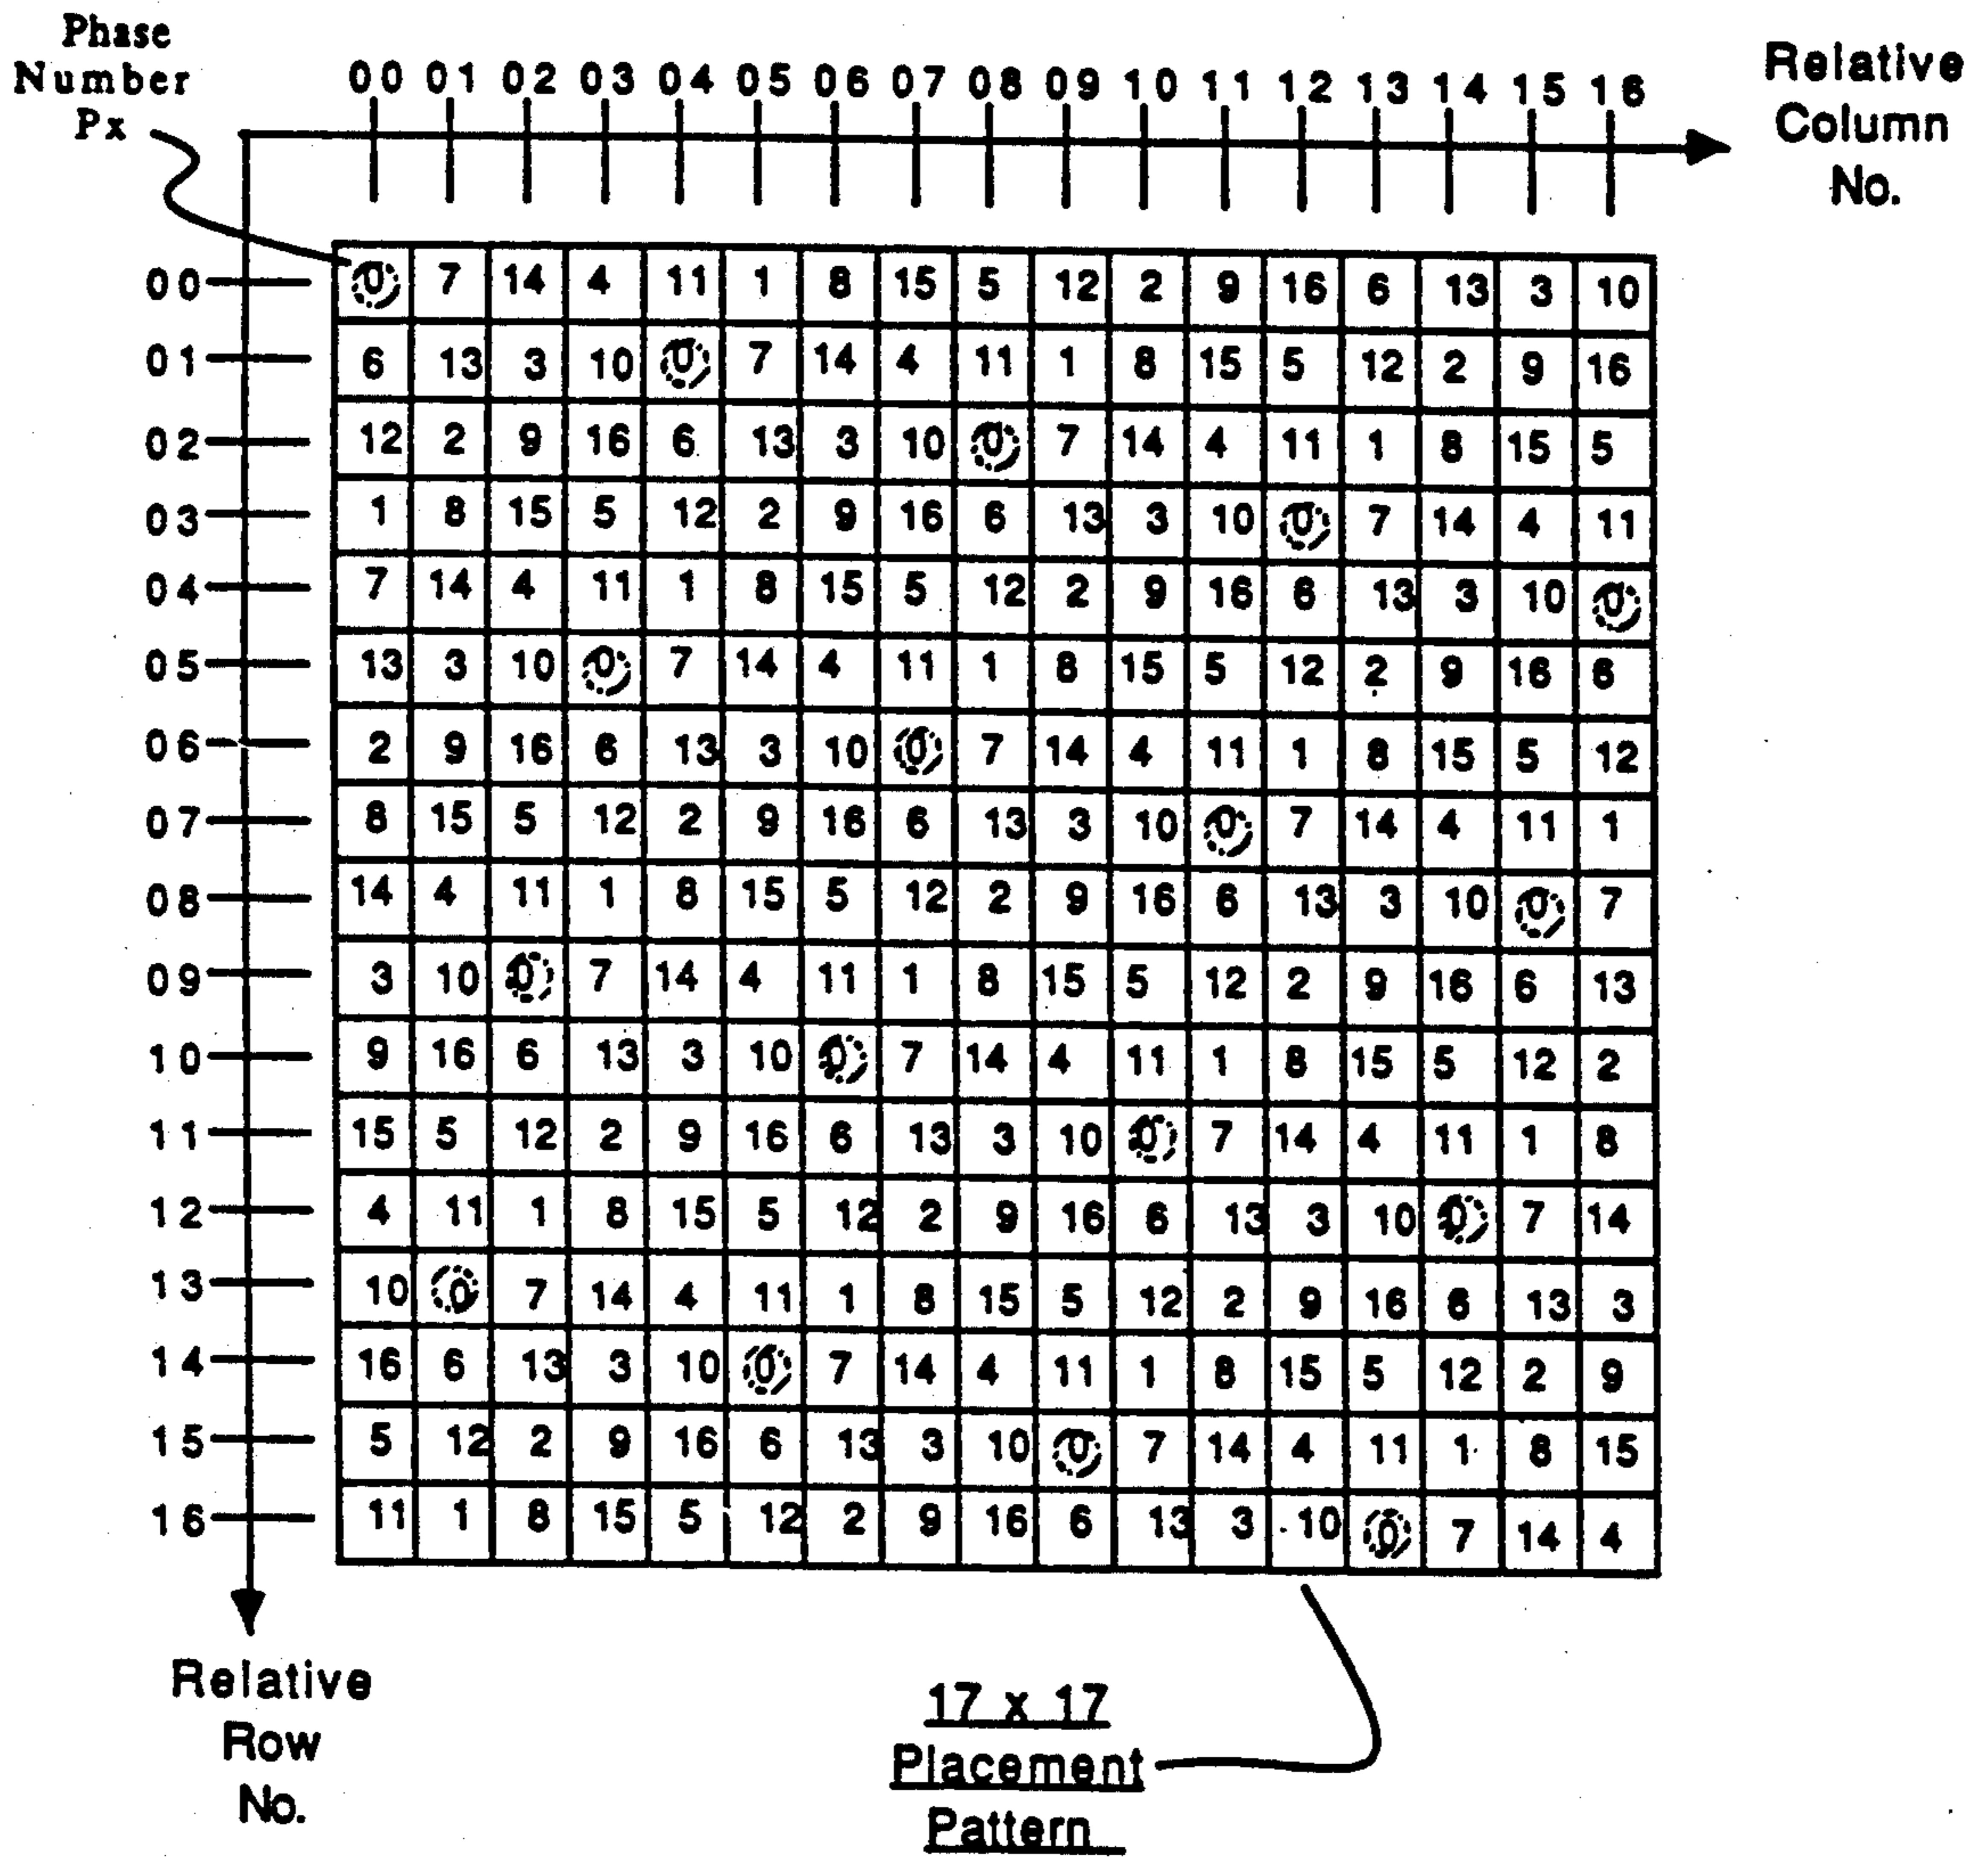 Phase
Number
Px
00 01 02 03 04 05 06 07 08 09 10 11 12 13 14 15 16
Relative
Column
No.
00 0 7 14 4 11 1 8 15 5 12 2 9 16 6 13 3 10
01 6 13 3 10 0 7 14 4 11 1 8 15 5 12 2 9 16
02 12 2 9 16 6 13 3 10 0 7 14 4 11 1 8 15 5
03 1 8 15 5 12 2 9 16 6 13 3 10 0 7 14 4 11
04 7 14 4 11 1 8 15 5 12 2 9 16 6 13 3 10 0
05 13 3 10 0 7 14 4 11 1 8 15 5 12 2 9 16 6
06 2 9 16 6 13 3 10 0 7 14 4 11 1 8 15 5 12
07 8 15 5 12 2 9 16 6 13 3 10 0 7 14 4 11 1
08 14 4 11 1 8 15 5 12 2 9 16 6 13 3 10 0 7
09 3 10 0 7 14 4 11 1 8 15 5 12 2 9 16 6 13
10 9 16 6 13 3 10 0 7 14 4 11 1 8 15 5 12 2
11 15 5 12 2 9 16 6 13 3 10 0 7 14 4 11 1 8
12 4 11 1 8 15 5 12 2 9 16 6 13 3 10 0 7 14
13 10 0 7 14 4 11 1 8 15 5 12 2 9 16 6 13 3
14 16 6 13 3 10 0 7 14 4 11 1 8 15 5 12 2 9
15 5 12 2 9 16 6 13 3 10 0 7 14 4 11 1 8 15
16 11 1 8 15 5 12 2 9 16 6 13 3 10 0 7 14 4
Relative
Row
No.
17 x 17
Placement
Pattern